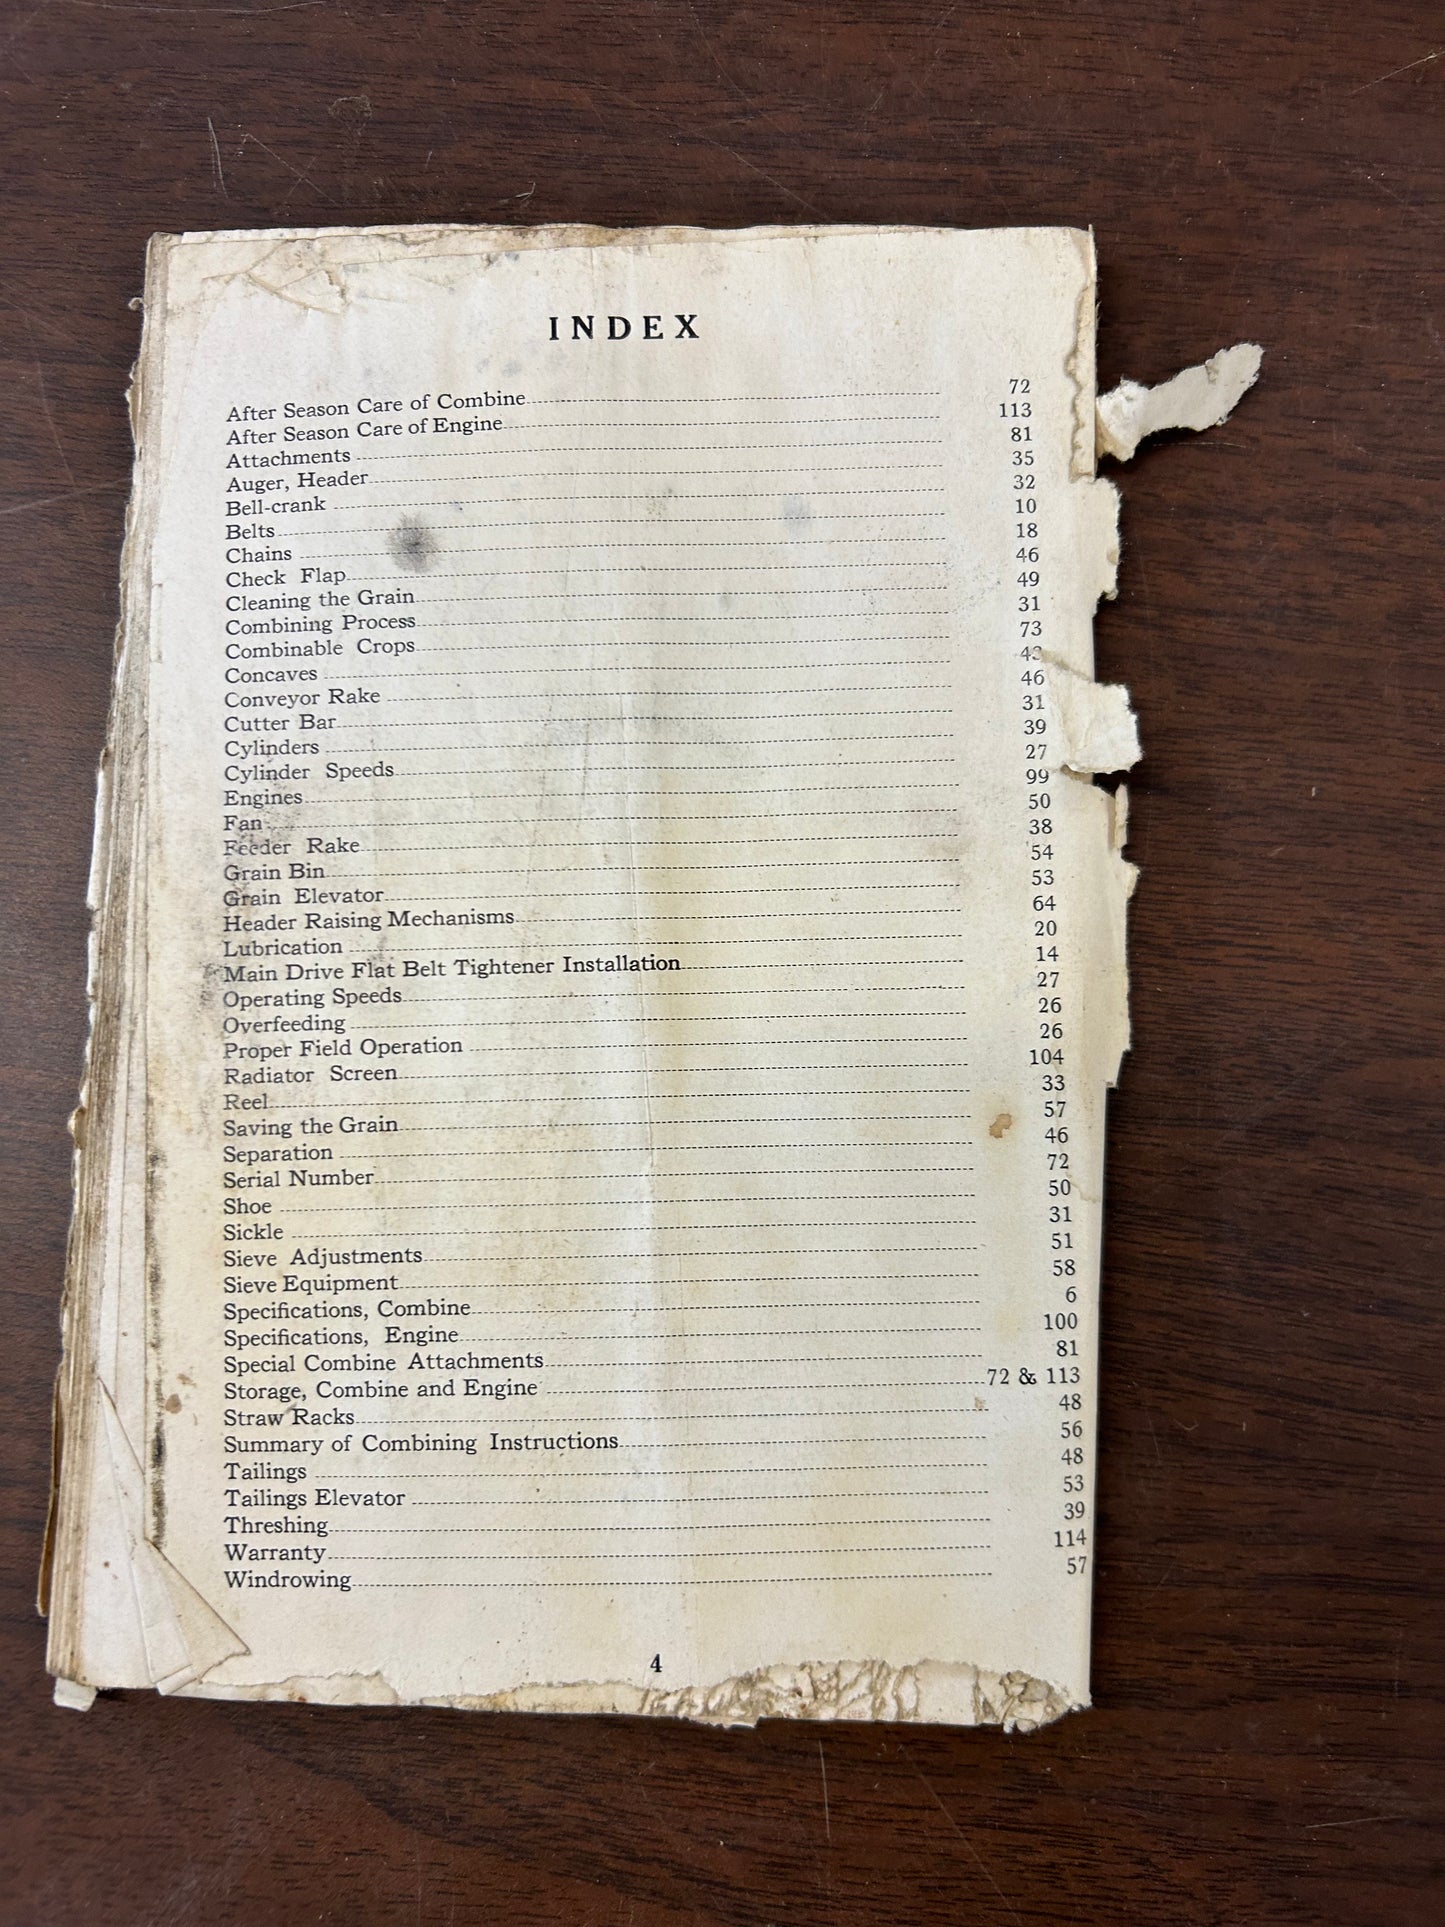 INDEX
After Season Care of Combine 72
After Season Care of Engine 113
Attachments 81
Auger, Header 35
Bell-crank 32
Belts 10
Chains 18
Check Flap 46
Cleaning the Grain 49
Combining Process 31
Combinable Crops 73
Concaves 43
Conveyor Rake 46
Cutter Bar 31
Cylinders 39
Cylinder Speeds 27
Engines 99
Fan 50
Feeder Rake 38
Grain Bin 54
Grain Elevator 53
Header Raising Mechanisms 64
Lubrication 20
Main Drive Flat Belt Tightener Installation 14
Operating Speeds 27
Overfeeding 26
Proper Field Operation 26
Radiator Screen 104
Reel 33
Saving the Grain 57
Separation 46
Serial Number 72
Shoe 50
Sickle 31
Sieve Adjustments 51
Sieve Equipment 58
Specifications, Combine 6
Specifications, Engine 100
Special Combine Attachments 81
Storage, Combine and Engine 72 & 113
Straw Racks 48
Summary of Combining Instructions 56
Tailings 48
Tailings Elevator 53
Threshing 39
Warranty 114
Windrowing 57
4